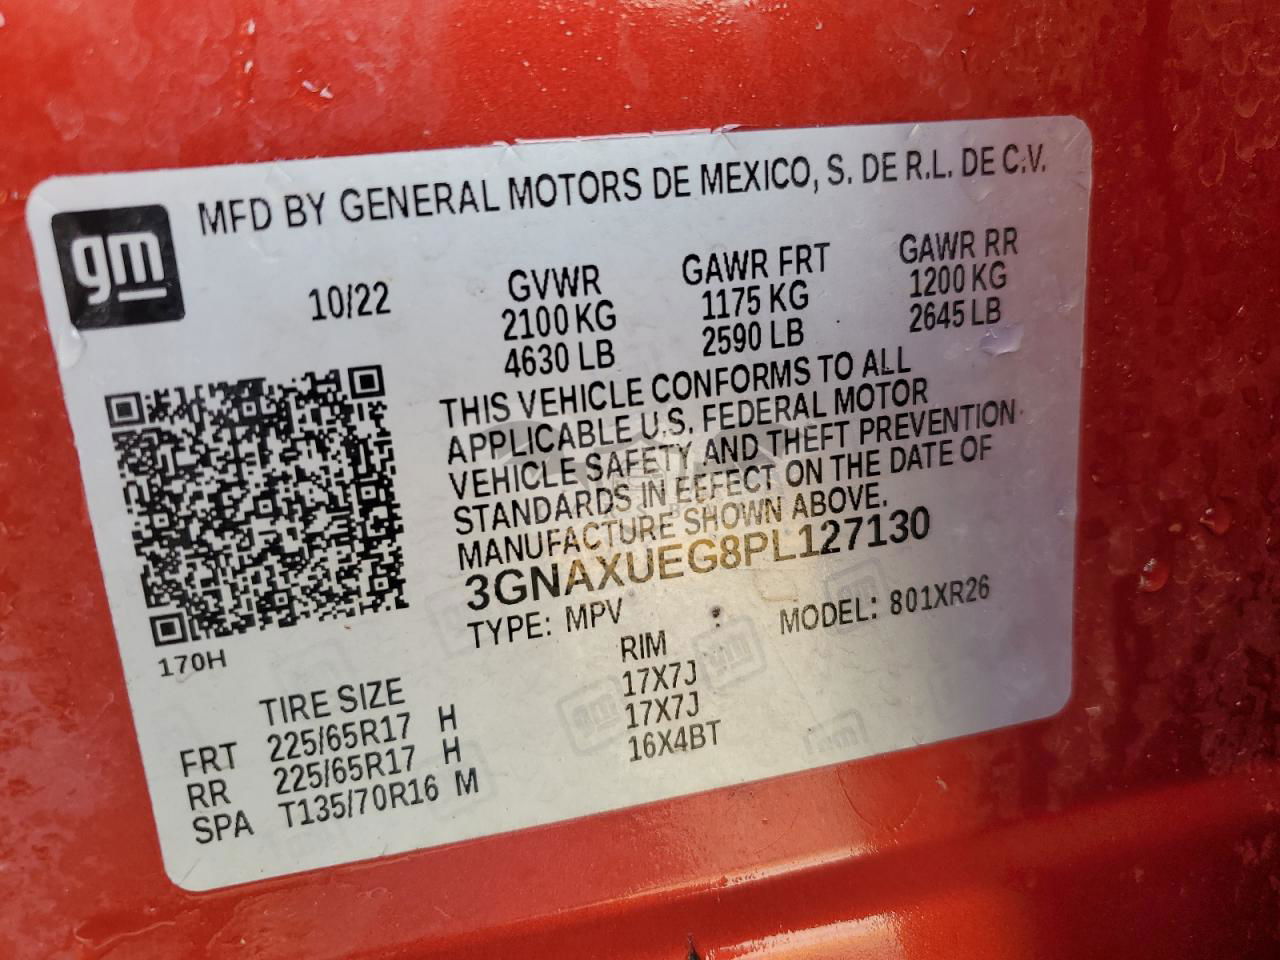 gm
MFD BY GENERAL MOTORS DE MEXICO, S. DE R.L. DE C.V.
10/22 GVWR GAWR FRT GAWR RR
2100 KG 1175 KG 1200 KG
4630 LB 2590 LB 2645 LB
THIS VEHICLE CONFORMS TO ALL
APPLICABLE U.S. FEDERAL MOTOR
VEHICLE SAFETY AND THEFT PREVENTION
STANDARDS IN EFFECT ON THE DATE OF
MANUFACTURE SHOWN ABOVE.
3GNAXUEG8PL127130
TYPE: MPV MODEL: 801XR26
170H
TIRE SIZE RIM
FRT 225/65R17 H 17X7J
RR 225/65R17 H 17X7J
SPA T135/70R16 M 16X4BT